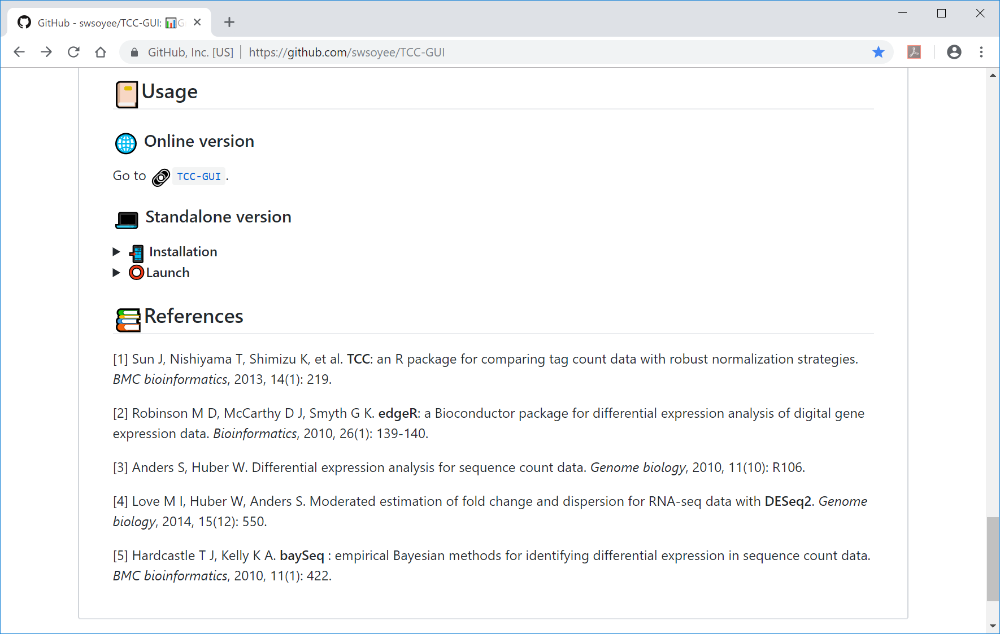 GitHub - swsoyee/TCC-GUI: 📊G
GitHub, Inc. [US] | https://github.com/swsoyee/TCC-GUI
Usage
Online version
Go to TCC-GUI.
Standalone version
Installation
Launch
References
[1] Sun J, Nishiyama T, Shimizu K, et al. TCC: an R package for comparing tag count data with robust normalization strategies.
BMC bioinformatics, 2013, 14(1): 219.
[2] Robinson M D, McCarthy D J, Smyth G K. edgeR: a Bioconductor package for differential expression analysis of digital gene
expression data. Bioinformatics, 2010, 26(1): 139-140.
[3] Anders S, Huber W. Differential expression analysis for sequence count data. Genome biology, 2010, 11(10): R106.
[4] Love M I, Huber W, Anders S. Moderated estimation of fold change and dispersion for RNA-seq data with DESeq2. Genome
biology, 2014, 15(12): 550.
[5] Hardcastle T J, Kelly K A. baySeq : empirical Bayesian methods for identifying differential expression in sequence count data.
BMC bioinformatics, 2010, 11(1): 422.